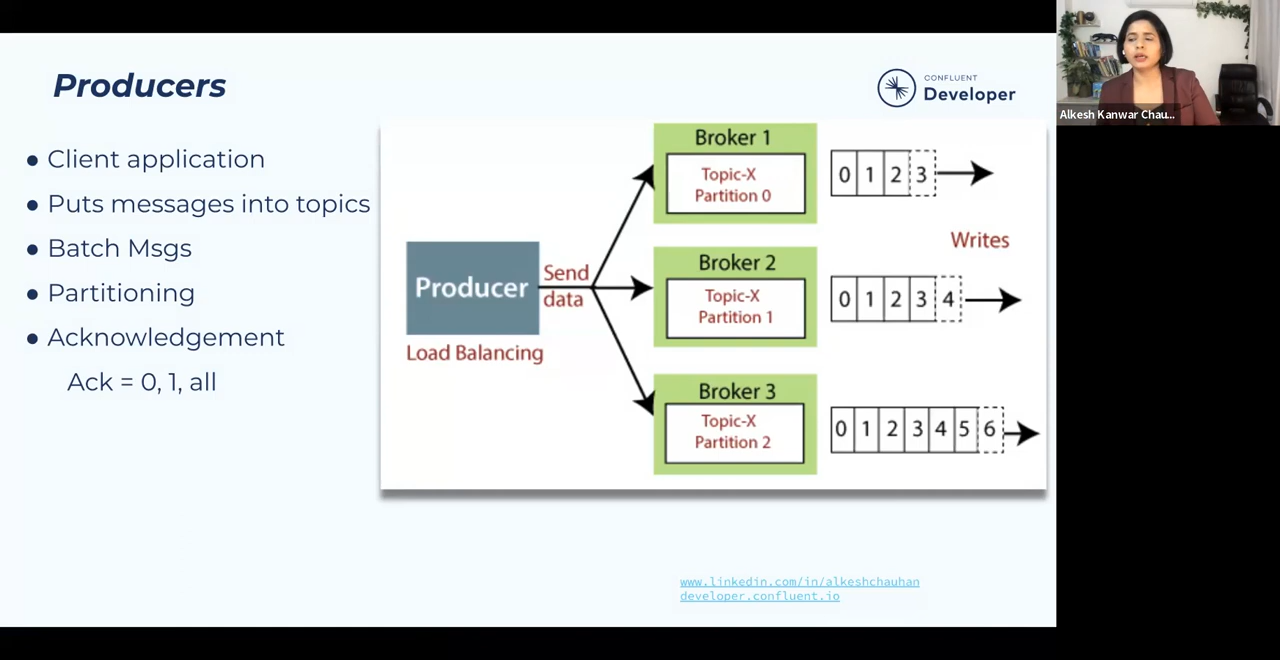 Producers
CONFLUENT
Developer
Alkesh Kanwar Chau...
● Client application
● Puts messages into topics
● Batch Msgs
● Partitioning
● Acknowledgement
Ack = 0, 1, all
Producer
Load Balancing
Send
data
Broker 1
Topic-X
Partition 0
0 1 2 3
Writes
Broker 2
Topic-X
Partition 1
0 1 2 3 4
Broker 3
Topic-X
Partition 2
0 1 2 3 4 5 6
www.linkedin.com/in/alkeshchauhan
developer.confluent.io